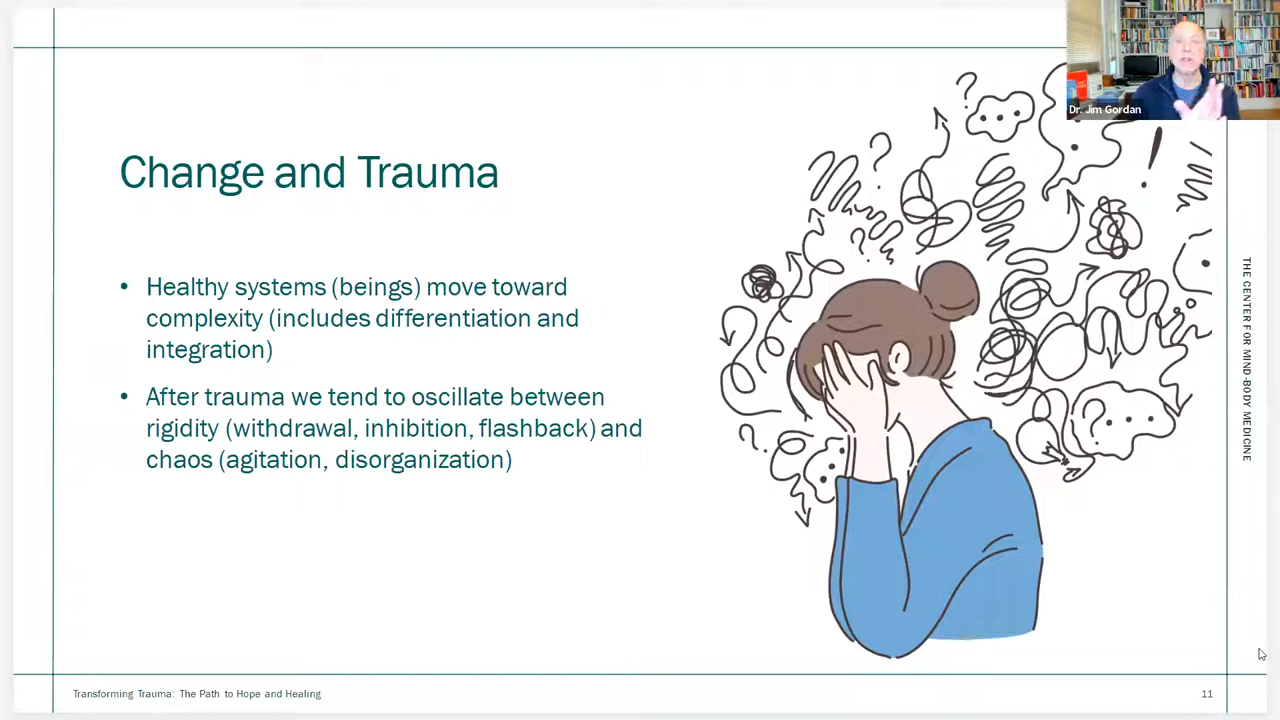 Dr. Jim Gordon
Change and Trauma
• Healthy systems (beings) move toward
complexity (includes differentiation and
integration)
• After trauma we tend to oscillate between
rigidity (withdrawal, inhibition, flashback) and
chaos (agitation, disorganization)
? ? ? ? ? !
THE CENTER FOR MIND-BODY MEDICINE
Transforming Trauma: The Path to Hope and Healing
11